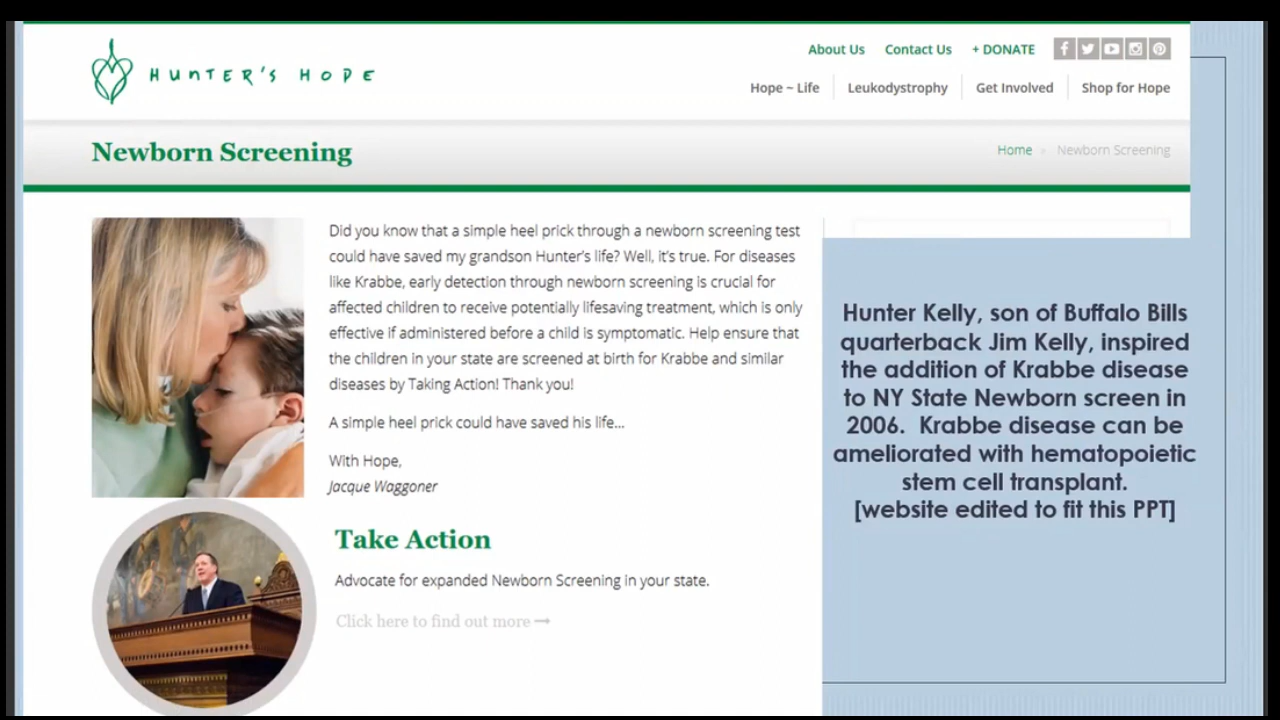 HUNTER'S HOPE
About Us Contact Us + DONATE
Hope ~ Life Leukodystrophy Get Involved Shop for Hope
Newborn Screening
Home » Newborn Screening
Did you know that a simple heel prick through a newborn screening test
could have saved my grandson Hunter's life? Well, it's true. For diseases
like Krabbe, early detection through newborn screening is crucial for
affected children to receive potentially lifesaving treatment, which is only
effective if administered before a child is symptomatic. Help ensure that
the children in your state are screened at birth for Krabbe and similar
diseases by Taking Action! Thank you!
A simple heel prick could have saved his life...
With Hope,
Jacque Waggoner
Take Action
Advocate for expanded Newborn Screening in your state.
Click here to find out more →
Hunter Kelly, son of Buffalo Bills
quarterback Jim Kelly, inspired
the addition of Krabbe disease
to NY State Newborn screen in
2006. Krabbe disease can be
ameliorated with hematopoietic
stem cell transplant.
[website edited to fit this PPT]